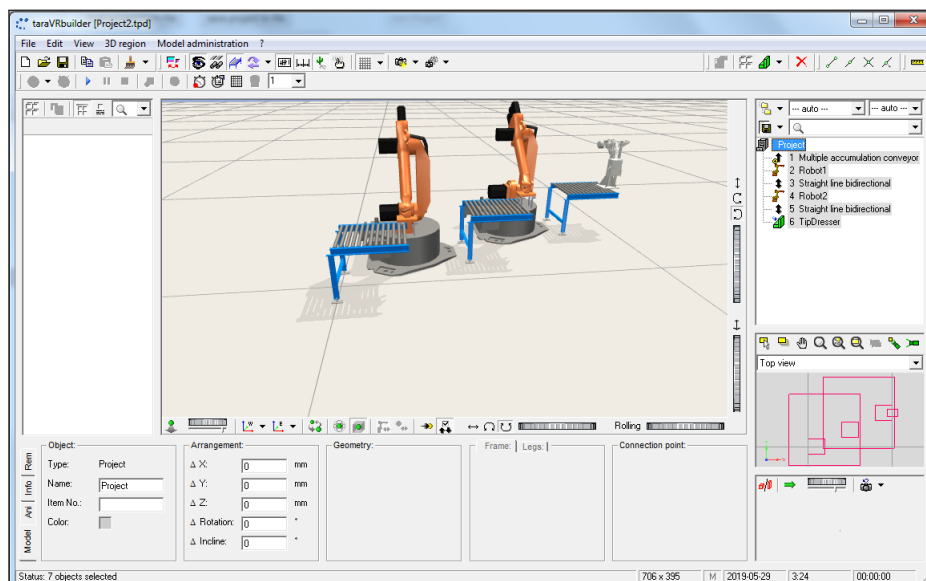 taraVRbuilder [Project2.tpd]
File Edit View 3D region Model administration ?
1
--- auto --- --- auto ---
Project
1 Multiple accumulation conveyor
2 Robot1
3 Straight line bidirectional
4 Robot2
5 Straight line bidirectional
6 TipDresser
Top view
Rolling
Rem
Info
Ani
Model
Object:
Type: Project
Name: Project
Item No.:
Color:
Arrangement:
Δ X: 0 mm
Δ Y: 0 mm
Δ Z: 0 mm
Δ Rotation: 0 °
Δ Incline: 0 °
Geometry:
Frame: Legs:
Connection point:
Status: 7 objects selected
706 x 395 M 2019-05-29 3:24 00:00:00